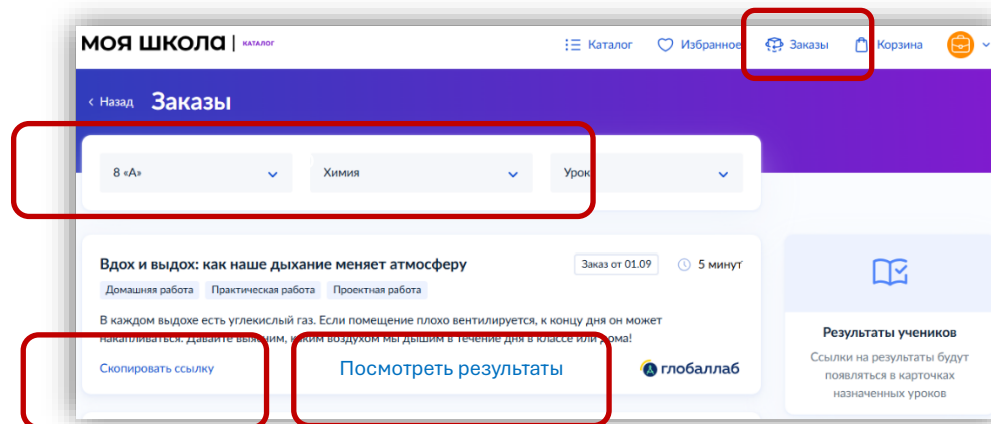 моя школа | КАТАЛОГ
Каталог
Избранное
Заказы
Корзина
< Назад
Заказы
8 «А»
Химия
Урок
Вдох и выдох: как наше дыхание меняет атмосферу
Заказ от 01.09
5 минут
Домашняя работа
Практическая работа
Проектная работа
В каждом выдохе есть углекислый газ. Если помещение плохо вентилируется, к концу дня он может
накапливаться. Давайте выясним, каким воздухом мы дышим в течение дня в классе или дома!
Скопировать ссылку
Посмотреть результаты
глобаллаб
Результаты учеников
Ссылки на результаты будут
появляться в карточках
назначенных уроков